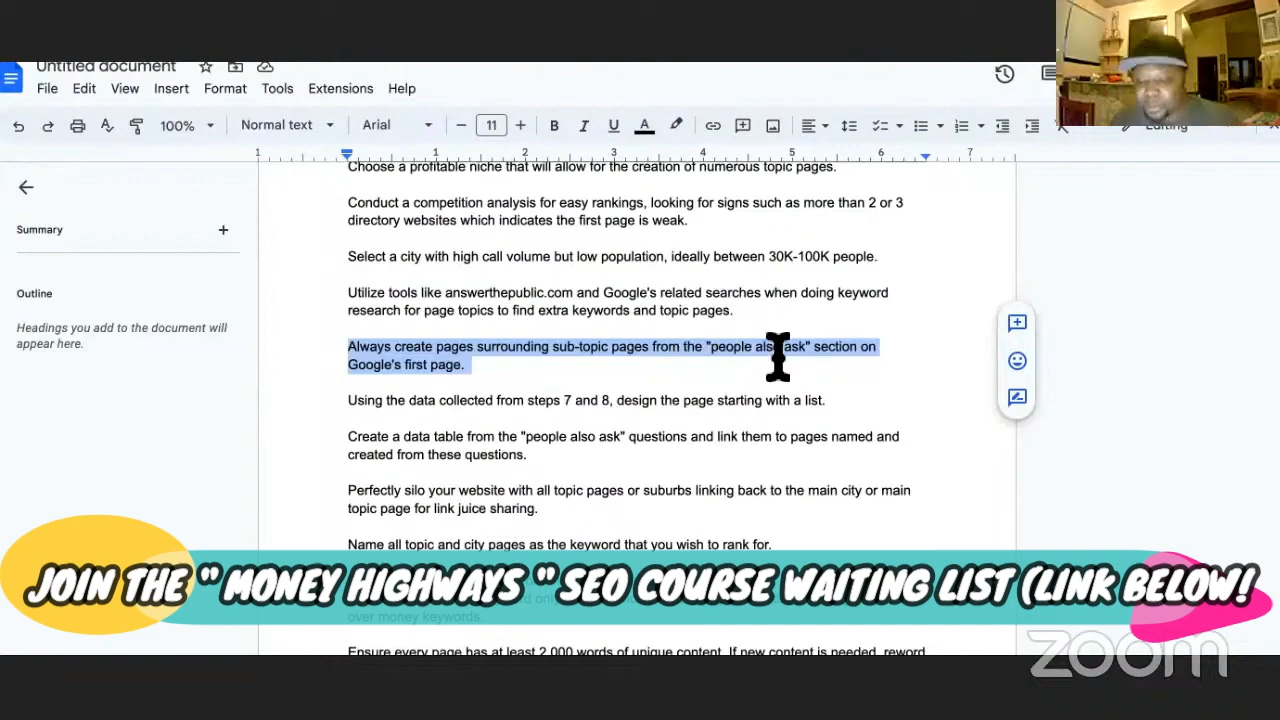 Untitled document
File Edit View Insert Format Tools Extensions Help
100% Normal text Arial 11 Editing
1 1 2 3 4 5 6 7
Choose a profitable niche that will allow for the creation of numerous topic pages.
Summary
Outline
Headings you add to the document will
appear here.
Conduct a competition analysis for easy rankings, looking for signs such as more than 2 or 3
directory websites which indicates the first page is weak.
Select a city with high call volume but low population, ideally between 30K-100K people.
Utilize tools like answerthepublic.com and Google's related searches when doing keyword
research for page topics to find extra keywords and topic pages.
Always create pages surrounding sub-topic pages from the "people also ask" section on
Google's first page.
Using the data collected from steps 7 and 8, design the page starting with a list.
Create a data table from the "people also ask" questions and link them to pages named and
created from these questions.
Perfectly silo your website with all topic pages or suburbs linking back to the main city or main
topic page for link juice sharing.
Name all topic and city pages as the keyword that you wish to rank for.
JOIN THE " MONEY HIGHWAYS " SEO COURSE WAITING LIST (LINK BELOW!
over money keywords.
Ensure every page has at least 2,000 words of unique content. If new content is needed, reword
zoom